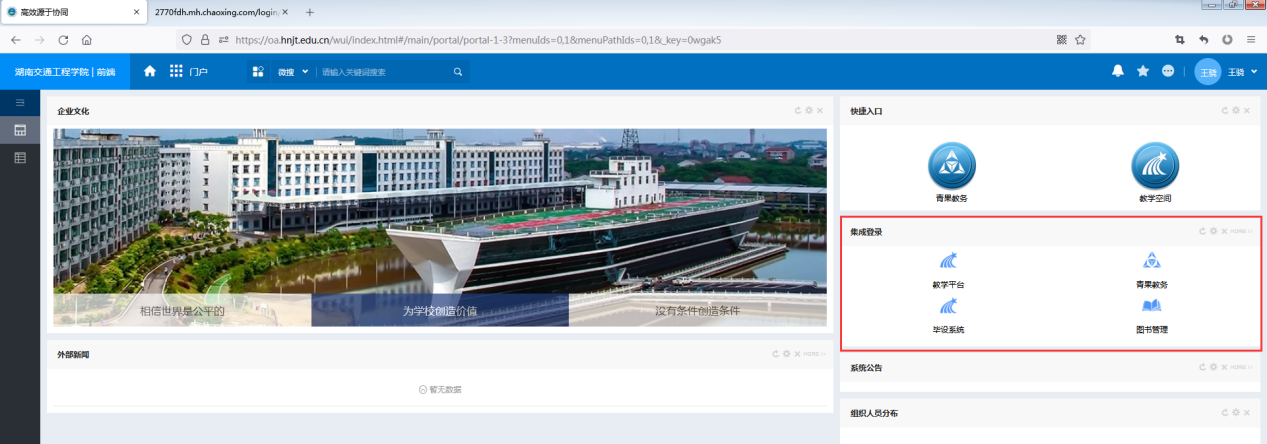 高效源于协同
2770fdh.mh.chaoxing.com/login
https://oa.hnjt.edu.cn/wui/index.html#/main/portal/portal-1-3?menuIds=0,1&menuPathIds=0,1&_key=0wgak5
湖南交通工程学院 | 前端
门户
微搜
请输入关键词搜索
王骁
王骁
企业文化
相信世界是公平的
为学校创造价值
没有条件创造条件
外部新闻
MORE >>
暂无数据
快捷入口
青果教务
教学空间
集成登录
MORE >>
教学平台
青果教务
毕设系统
图书管理
系统公告
MORE >>
组织人员分布